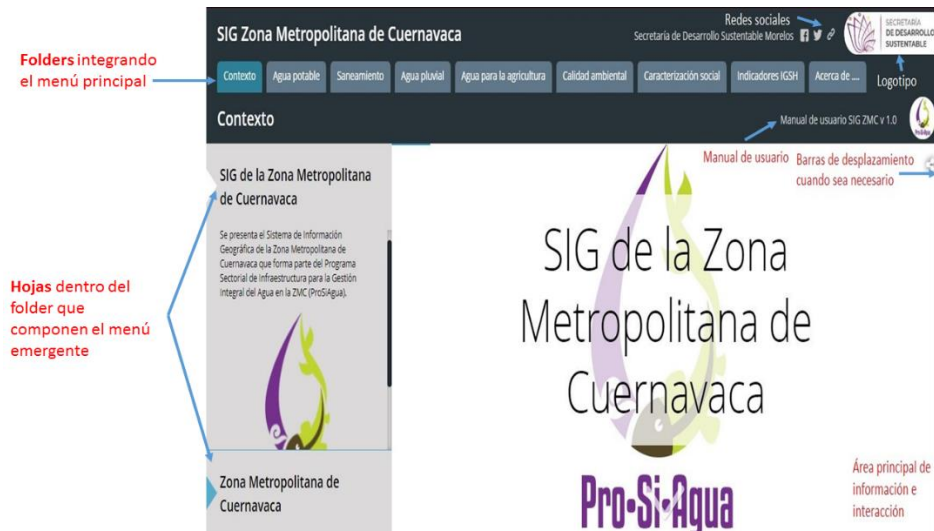 Redes sociales
SIG Zona Metropolitana de Cuernavaca
Secretaría de Desarrollo Sustentable Morelos
SECRETARÍA
DE DESARROLLO
SUSTENTABLE
Folders integrando
el menú principal
Contexto
Agua potable
Saneamiento
Agua pluvial
Agua para la agricultura
Calidad ambiental
Caracterización social
Indicadores IGSH
Acerca de ....
Logotipo
Contexto
Manual de usuario SIG ZMC v 1.0
Manual de usuario
Barras de desplazamiento
cuando sea necesario
SIG de la Zona Metropolitana
de Cuernavaca
Se presenta el Sistema de Información
Geográfica de la Zona Metropolitana de
Cuernavaca que forma parte del Programa
Sectorial de Infraestructura para la Gestión
Integral del Agua en la ZMC (ProSiAgua).
Hojas dentro del
folder que
componen el menú
emergente
Zona Metropolitana de
Cuernavaca
SIG de la Zona
Metropolitana de
Cuernavaca
Pro•Si•Agua
Área principal de
información e
interacción